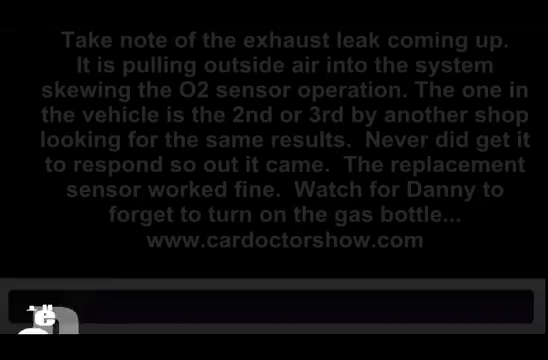 Take note of the exhaust leak coming up.
It is pulling outside air into the system
skewing the O2 sensor operation. The one in
the vehicle is the 2nd or 3rd by another shop
looking for the same results.  Never did get it
to respond so out it came.  The replacement
sensor worked fine.  Watch for Danny to
forget to turn on the gas bottle...
www.cardoctorshow.com